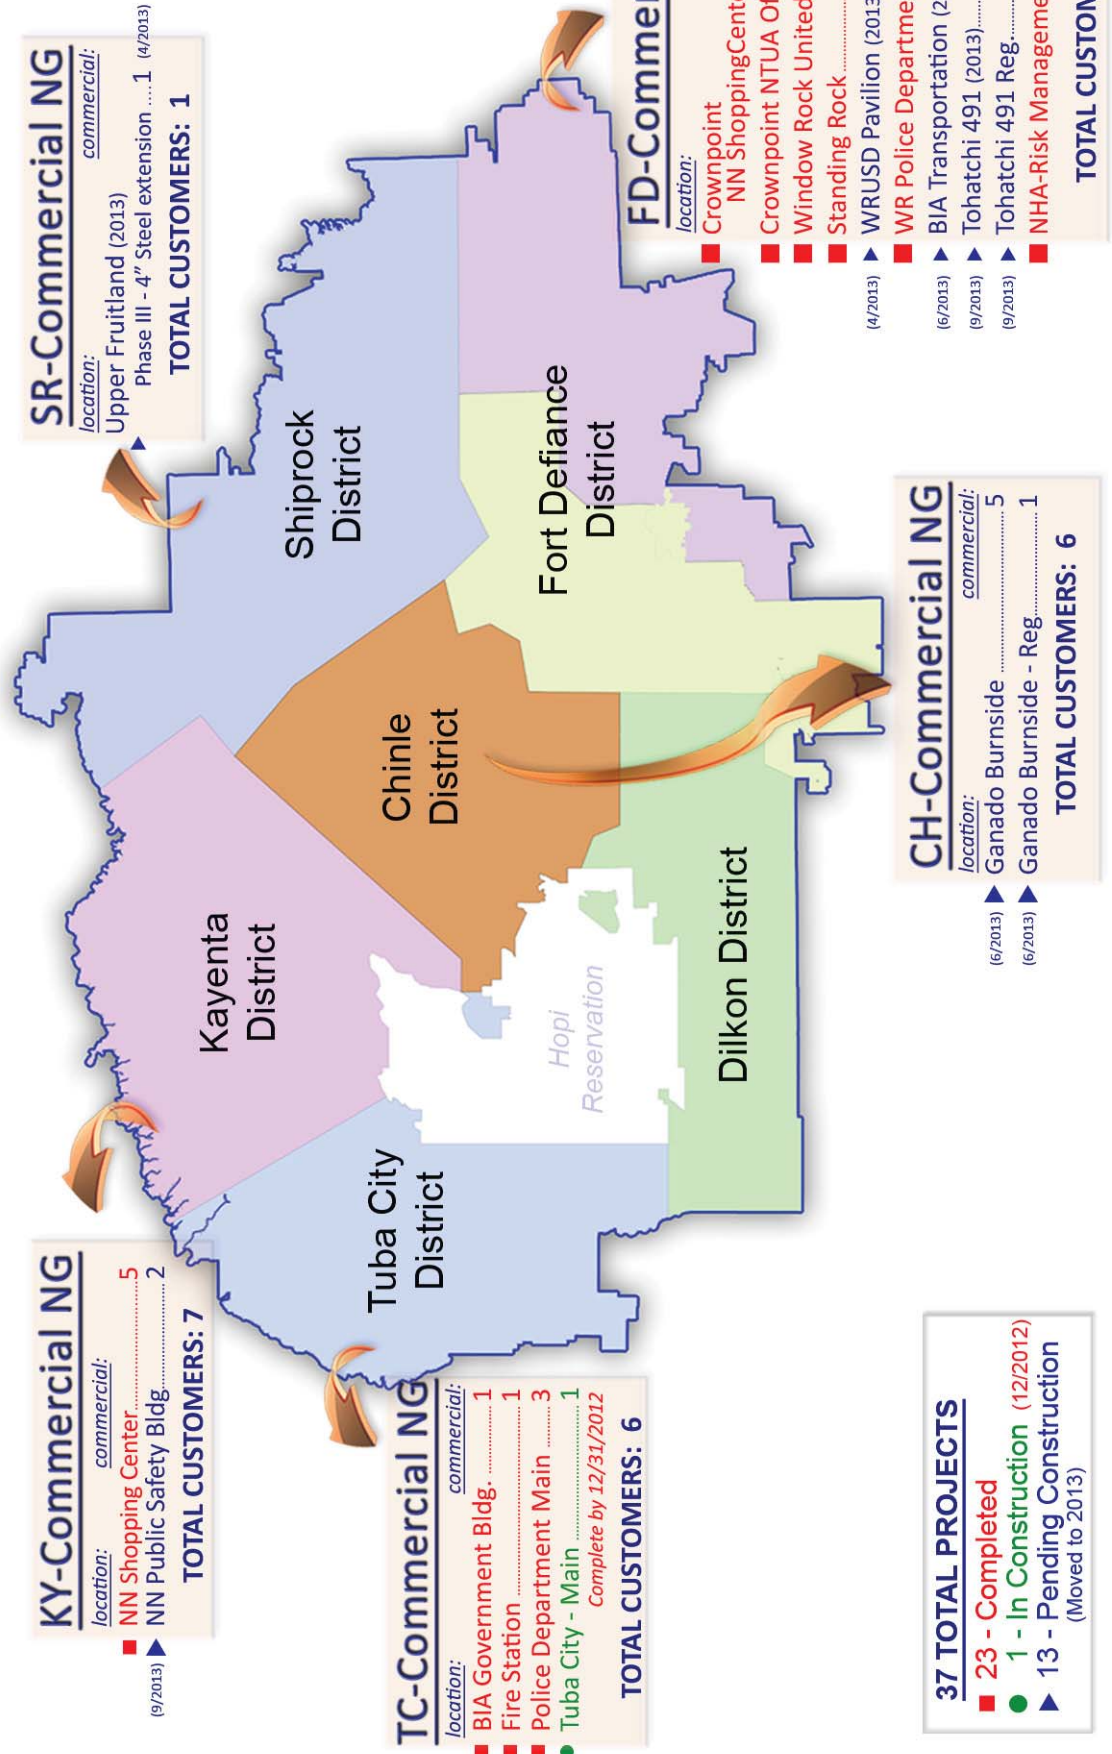 KY-Commercial NG
location: commercial:
NN Shopping Center 5
(9/2013) NN Public Safety Bldg. 2
TOTAL CUSTOMERS: 7
TC-Commercial NG
location: commercial:
BIA Government Bldg. 1
Fire Station 1
Police Department Main 3
Tuba City - Main 1
Complete by 12/31/2012
TOTAL CUSTOMERS: 6
37 TOTAL PROJECTS
23 - Completed
1 - In Construction (12/2012)
13 - Pending Construction
(Moved to 2013)
Kayenta
District
Tuba City
District
Hopi
Reservation
Chinle
District
Dilkon District
Shiprock
District
Fort Defiance
District
SR-Commercial NG
location: commercial:
Upper Fruitland (2013)
Phase III - 4" Steel extension ....1 (4/2013)
TOTAL CUSTOMERS: 1
CH-Commercial NG
location: commercial:
(6/2013) Ganado Burnside 5
(6/2013) Ganado Burnside - Reg. 1
TOTAL CUSTOMERS: 6
FD-Commer
location:
Crownpoint
NN ShoppingCent
Crownpoint NTUA Of
Window Rock United
Standing Rock
(4/2013) WRUSD Pavilion (2013
WR Police Departme
(6/2013) BIA Transportation (2
(9/2013) Tohatchi 491 (2013)
(9/2013) Tohatchi 491 Reg.
NHA-Risk Manageme
TOTAL CUSTOM